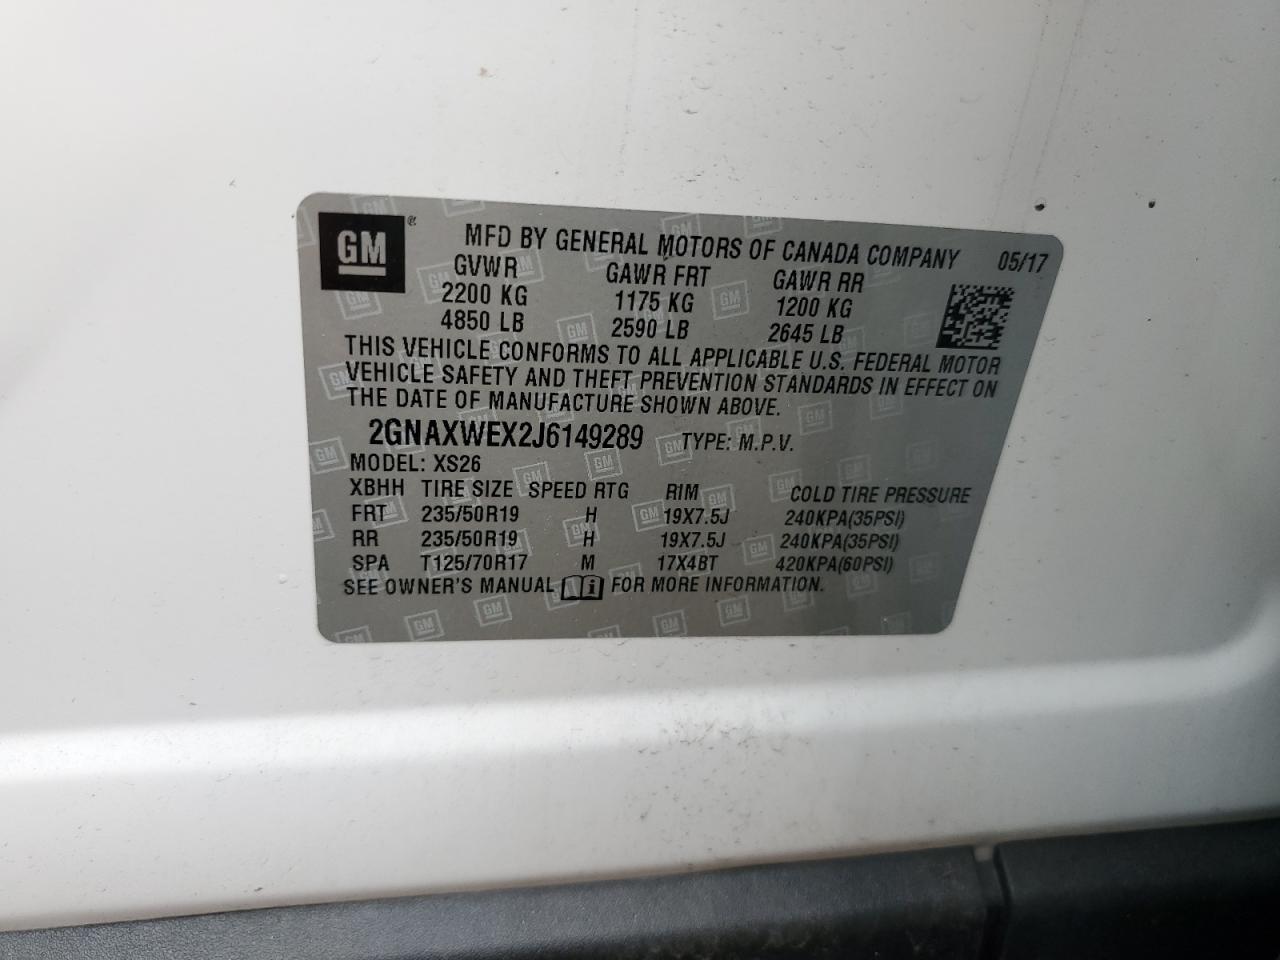 GM ®
MFD BY GENERAL MOTORS OF CANADA COMPANY 05/17
GVWR GAWR FRT GAWR RR
2200 KG 1175 KG 1200 KG
4850 LB 2590 LB 2645 LB
THIS VEHICLE CONFORMS TO ALL APPLICABLE U.S. FEDERAL MOTOR
VEHICLE SAFETY AND THEFT PREVENTION STANDARDS IN EFFECT ON
THE DATE OF MANUFACTURE SHOWN ABOVE.
2GNAXWEX2J6149289 TYPE: M.P.V.
MODEL: XS26
XBHH TIRE SIZE SPEED RTG RIM COLD TIRE PRESSURE
FRT 235/50R19 H 19X7.5J 240KPA(35PSI)
RR 235/50R19 H 19X7.5J 240KPA(35PSI)
SPA T125/70R17 M 17X4BT 420KPA(60PSI)
SEE OWNER'S MANUAL i FOR MORE INFORMATION.